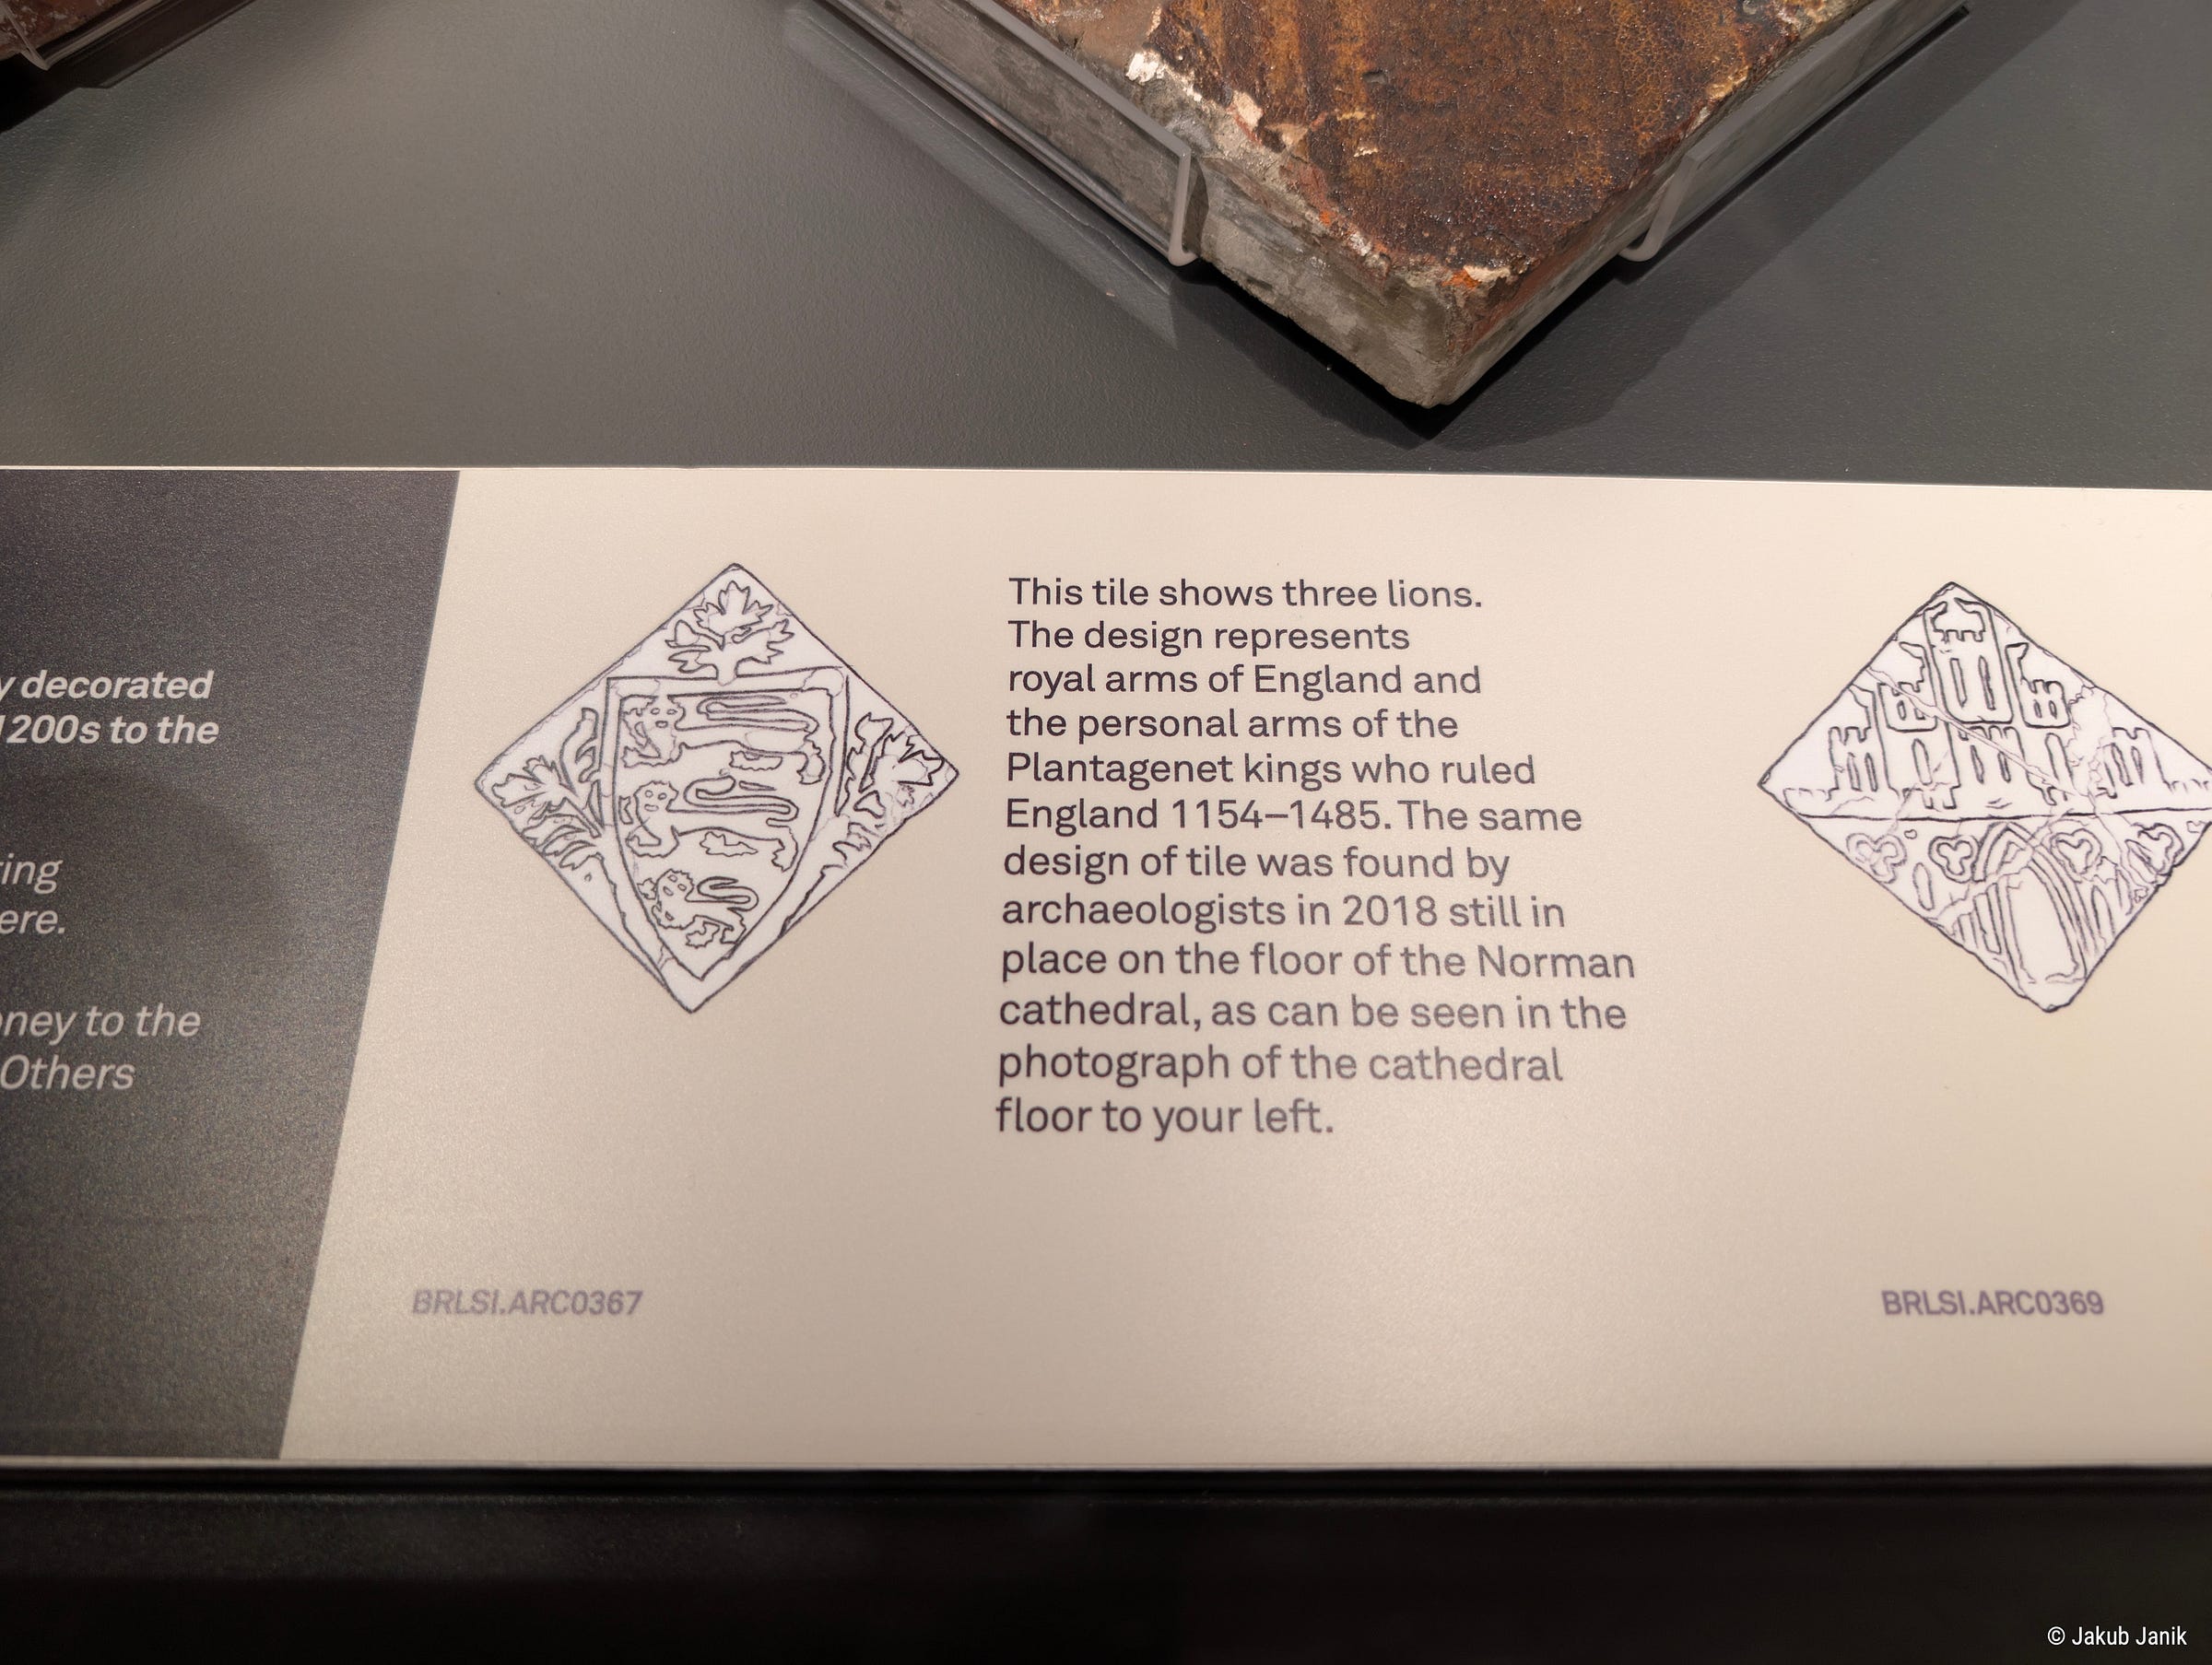 y decorated
1200s to the
ing
ere.
ney to the
Others
This tile shows three lions.
The design represents
royal arms of England and
the personal arms of the
Plantagenet kings who ruled
England 1154–1485. The same
design of tile was found by
archaeologists in 2018 still in
place on the floor of the Norman
cathedral, as can be seen in the
photograph of the cathedral
floor to your left.
BRLSI.ARC0367
BRLSI.ARC0369
© Jakub Janik